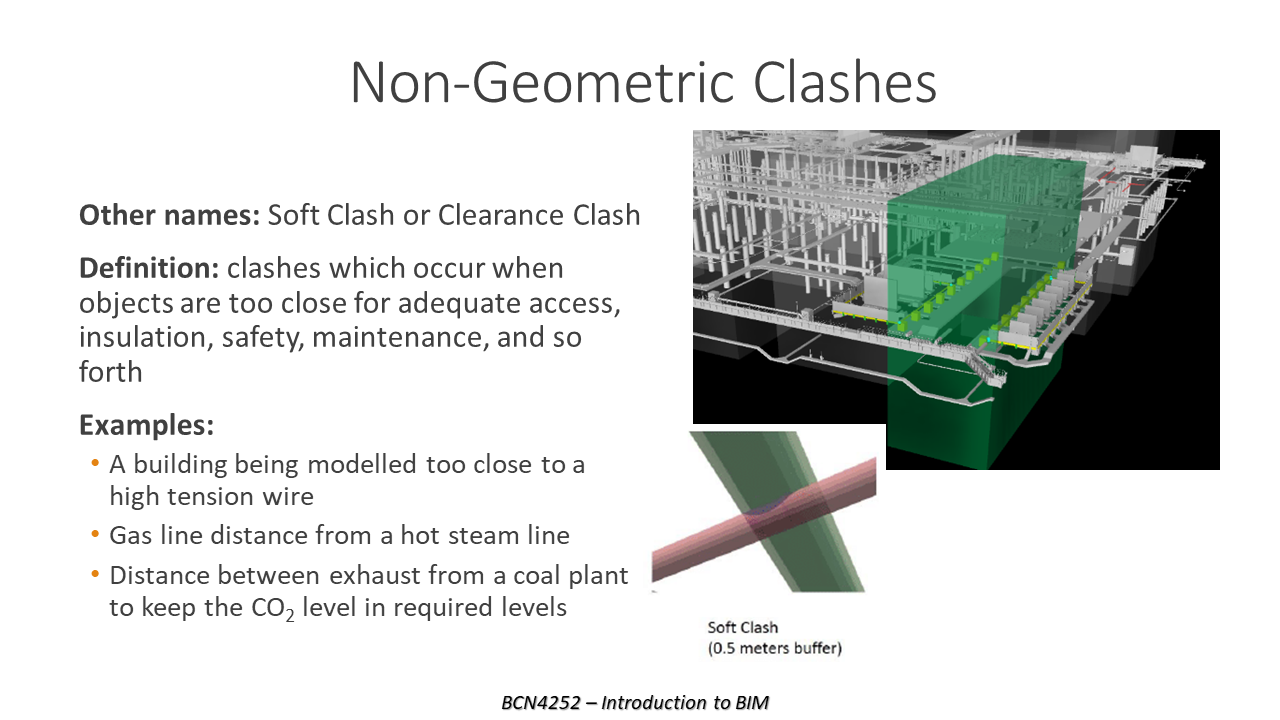 Non-Geometric Clashes
Other names: Soft Clash or Clearance Clash
Definition: clashes which occur when
objects are too close for adequate access,
insulation, safety, maintenance, and so
forth
Examples:
• A building being modelled too close to a
high tension wire
• Gas line distance from a hot steam line
• Distance between exhaust from a coal plant
to keep the CO₂ level in required levels
Soft Clash
(0.5 meters buffer)
BCN4252 – Introduction to BIM